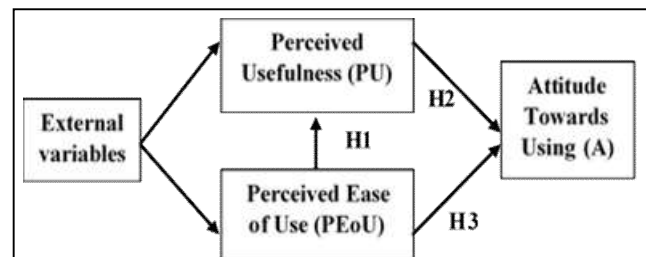 Perceived
Usefulness (PU)
External
variables
H1
H2
Attitude
Towards
Using (A)
Perceived Ease
of Use (PEoU)
H3